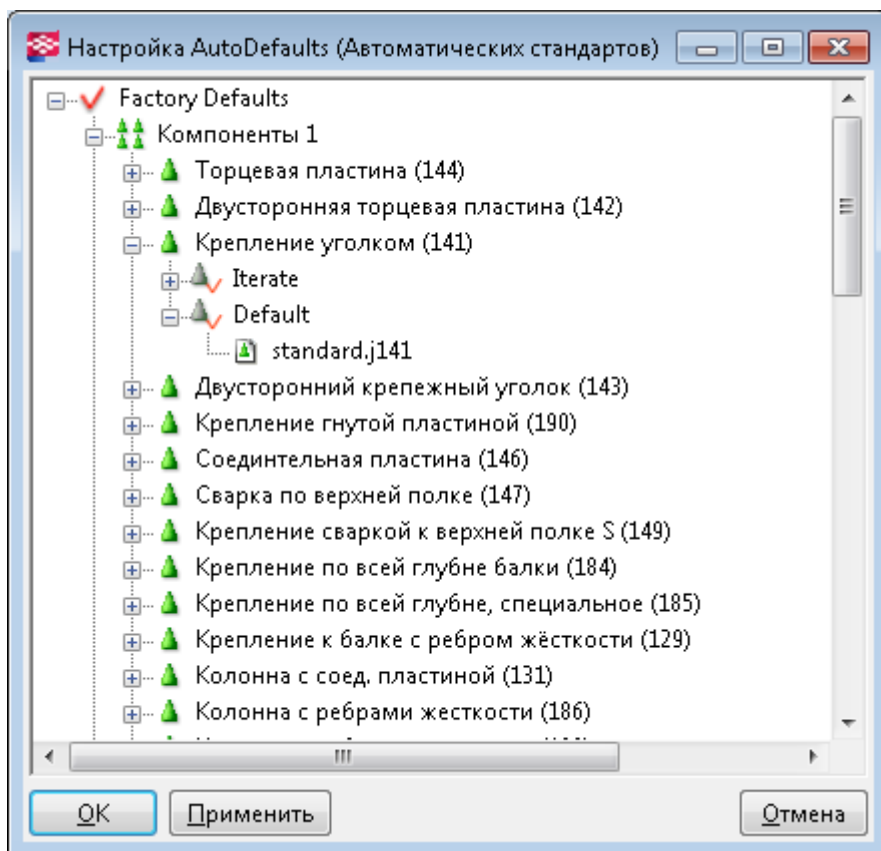 Настройка AutoDefaults (Автоматических стандартов)
Factory Defaults
Компоненты 1
Торцевая пластина (144)
Двусторонняя торцевая пластина (142)
Крепление уголком (141)
Iterate
Default
standard.j141
Двусторонний крепежный уголок (143)
Крепление гнутой пластиной (190)
Соединтельная пластина (146)
Сварка по верхней полке (147)
Крепление сваркой к верхней полке S (149)
Крепление по всей глубне балки (184)
Крепление по всей глубне, специальное (185)
Крепление к балке с ребром жёсткости (129)
Колонна с соед. пластиной (131)
Колонна с ребрами жесткости (186)
OK Применить Отмена